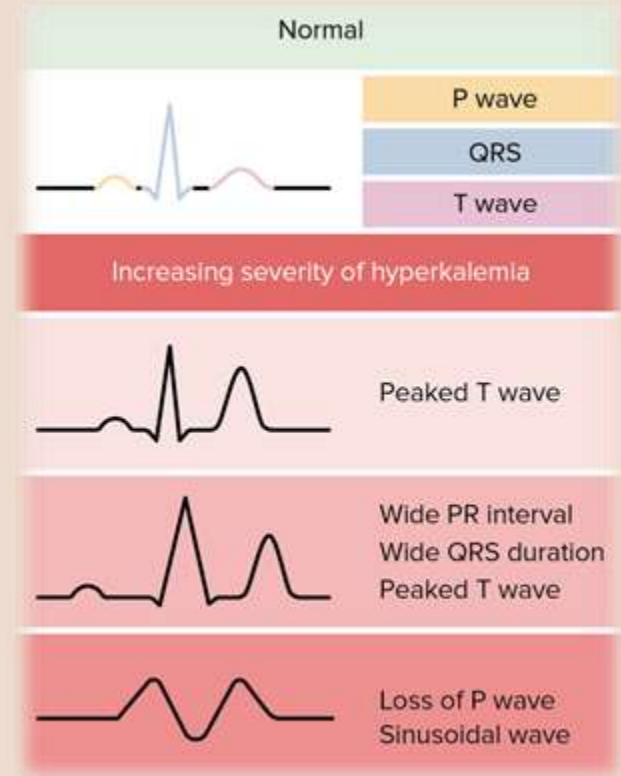 Normal
P wave
QRS
T wave
Increasing severity of hyperkalemia
Peaked T wave
Wide PR interval
Wide QRS duration
Peaked T wave
Loss of P wave
Sinusoidal wave